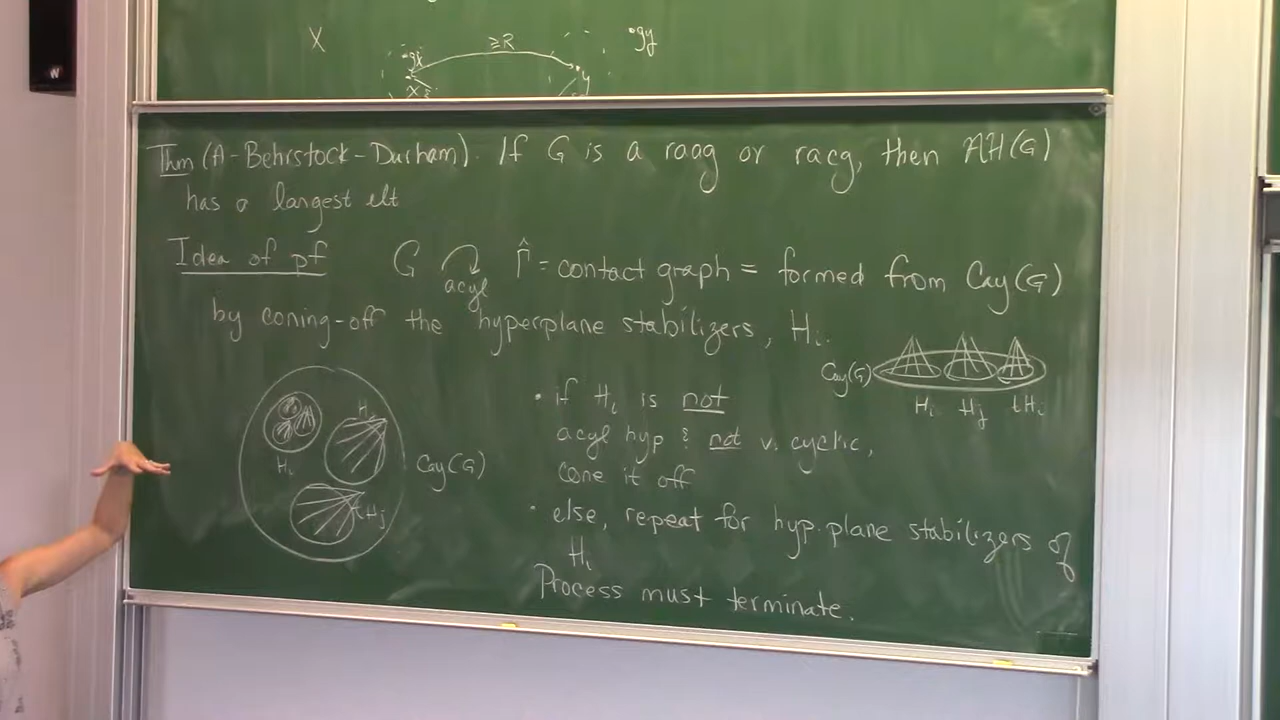 X
≥R
gx
gy
x
y
Thm (A-Behrstock-Durham). If G is a raag or racg, then AH(G)
has a largest elt
Idea of pf G acyl Γ̂ = contact graph = formed from Cay(G)
by coning-off the hyperplane stabilizers, Hi.
Cay(G)
Hi Hj tHi
• if Hi is not
acyl hyp & not v. cyclic,
cone it off
• else, repeat for hyp.plane stabilizers of
Hi
Process must terminate.
Hi
Cay(G)
tHj